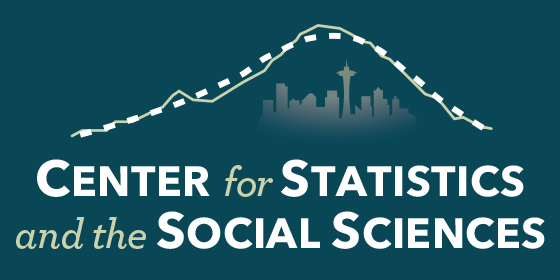 CENTER for STATISTICS
and the SOCIAL SCIENCES